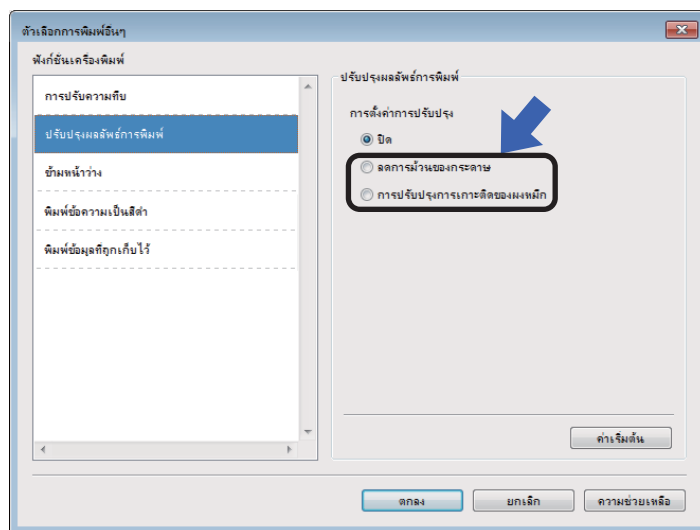 ตัวเลือกการพิมพ์อื่นๆ
ฟังก์ชั่นเครื่องพิมพ์
การปรับความทึบ
ปรับปรุงผลลัพธ์การพิมพ์
ข้ามหน้าว่าง
พิมพ์ข้อความเป็นสีดำ
พิมพ์ข้อมูลที่ถูกเก็บไว้
ปรับปรุงผลลัพธ์การพิมพ์
การตั้งค่าการปรับปรุง
ปิด
ลดการม้วนของกระดาษ
การปรับปรุงการเกาะติดของผงหมึก
ค่าเริ่มต้น
ตกลง
ยกเลิก
ความช่วยเหลือ